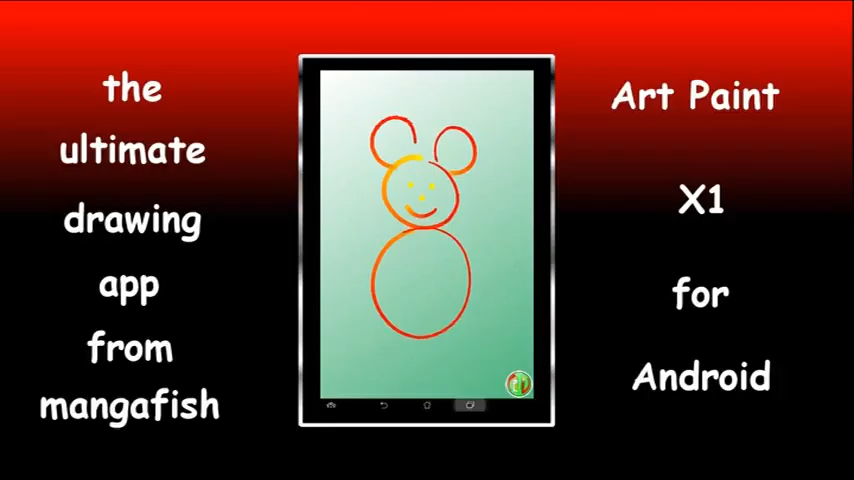 the
ultimate
drawing
app
from
mangafish
Art Paint
X1
for
Android